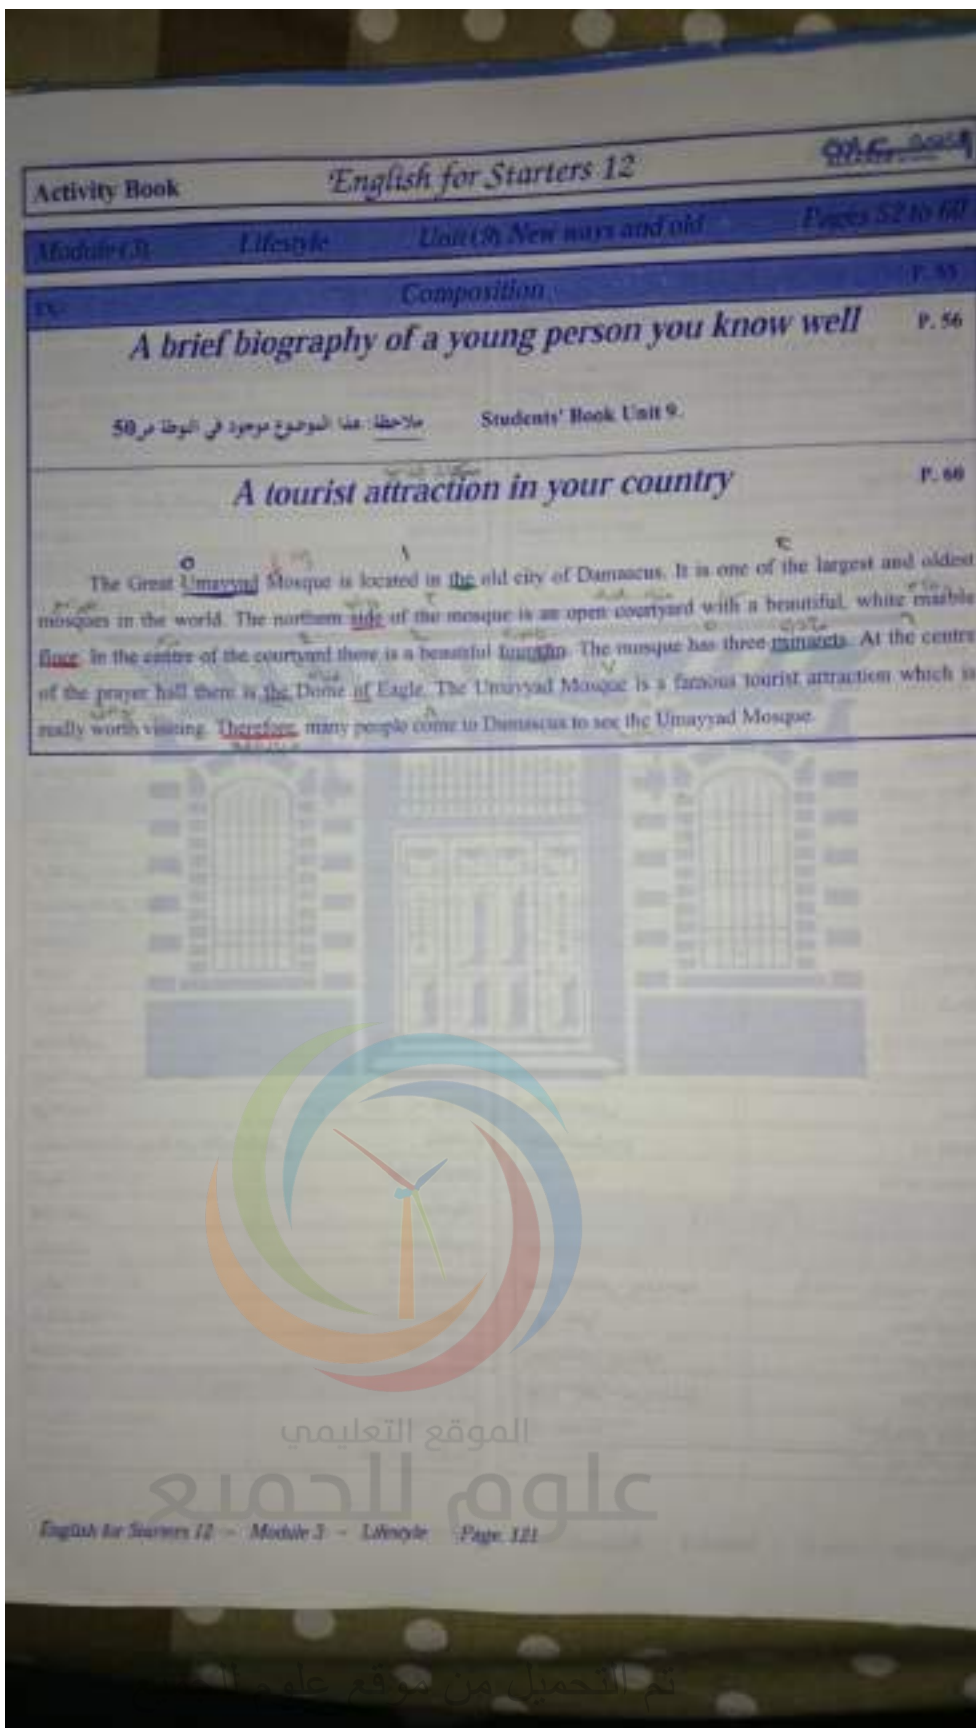 Activity Book English for Starters 12
Module (3) Lifestyle Unit (9) New ways and old Pages 52 to 60
Composition P. 55
A brief biography of a young person you know well P. 56
ملاحظة: هذا الموضوع موجود في النوطة ص50 Students' Book Unit 9.
A tourist attraction in your country P. 60
The Great Umayyad Mosque is located in the old city of Damascus. It is one of the largest and oldest
mosques in the world. The northern side of the mosque is an open courtyard with a beautiful, white marble
floor. In the centre of the courtyard there is a beautiful fountain. The mosque has three minarets. At the centre
of the prayer hall there is the Dome of Eagle. The Umayyad Mosque is a famous tourist attraction which is
really worth visiting. Therefore, many people come to Damascus to see the Umayyad Mosque.
الموقع التعليمي
علوم للجميع
English for Starters 12 - Module 3 - Lifestyle Page 121
تم التحميل من موقع علوم